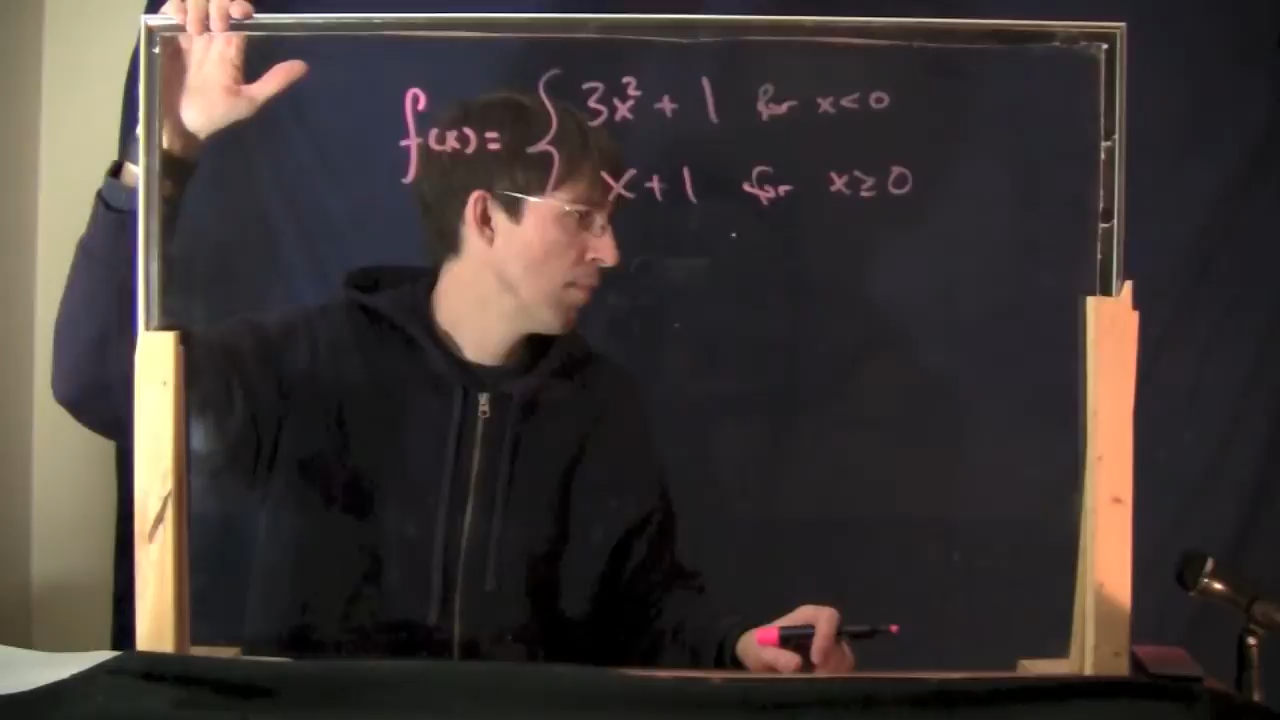 f(x) = { 3x² + 1 for x < 0
x + 1 for x ≥ 0